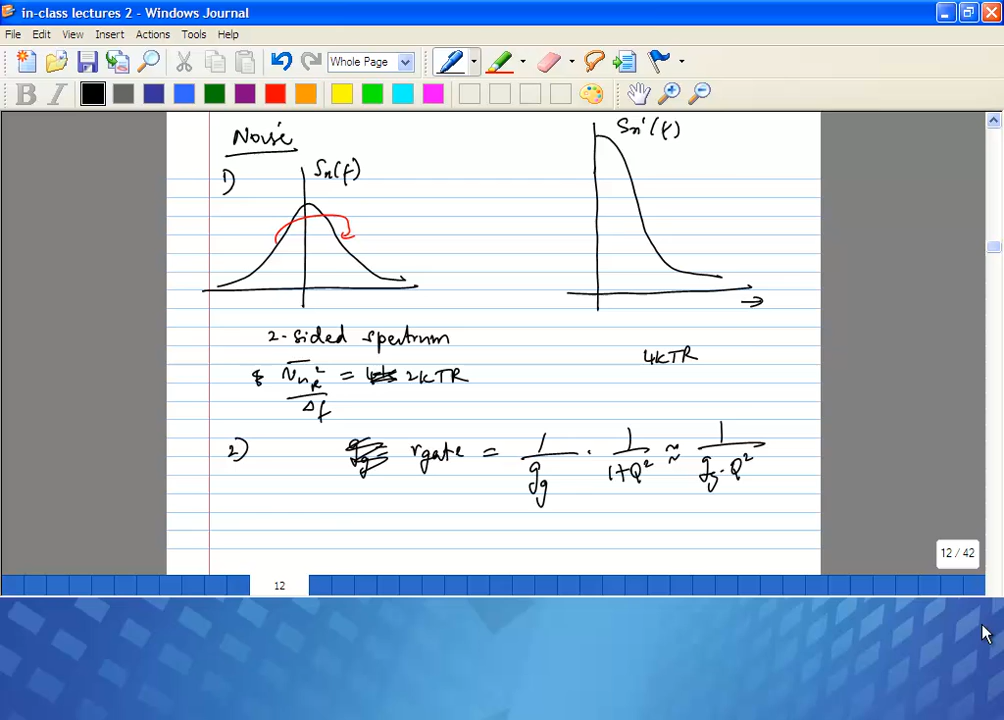 in-class lectures 2 - Windows Journal
File Edit View Insert Actions Tools Help
Whole Page
B I
Noise
1)
Sn(f)
Sn'(f)
2-sided spectrum
& V̄nR² / Δf = 2kTR
4kTR
2) rgate = 1/gg · 1/(1+Q²) ≈ 1/(gg·Q²)
12 / 42
12